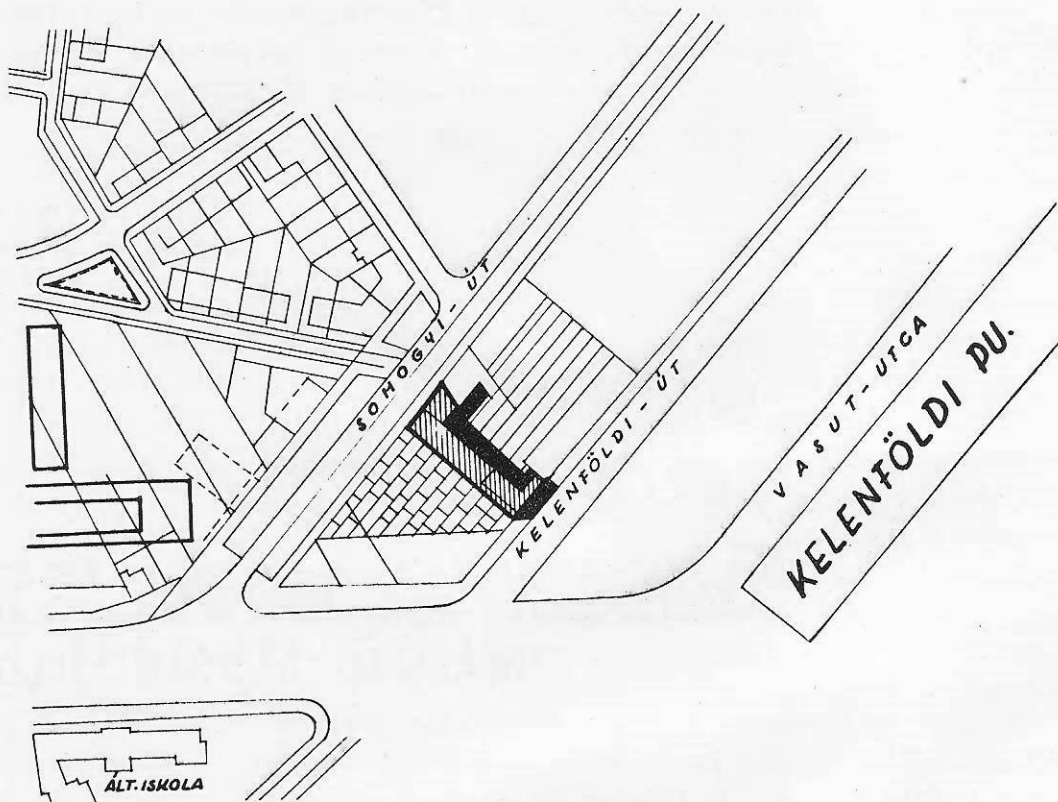 SOMOGYI-ÚT
KELENFÖLDI-ÚT
VASUT-UTCA
KELENFÖLDI PU.
ÁLT. ISKOLA